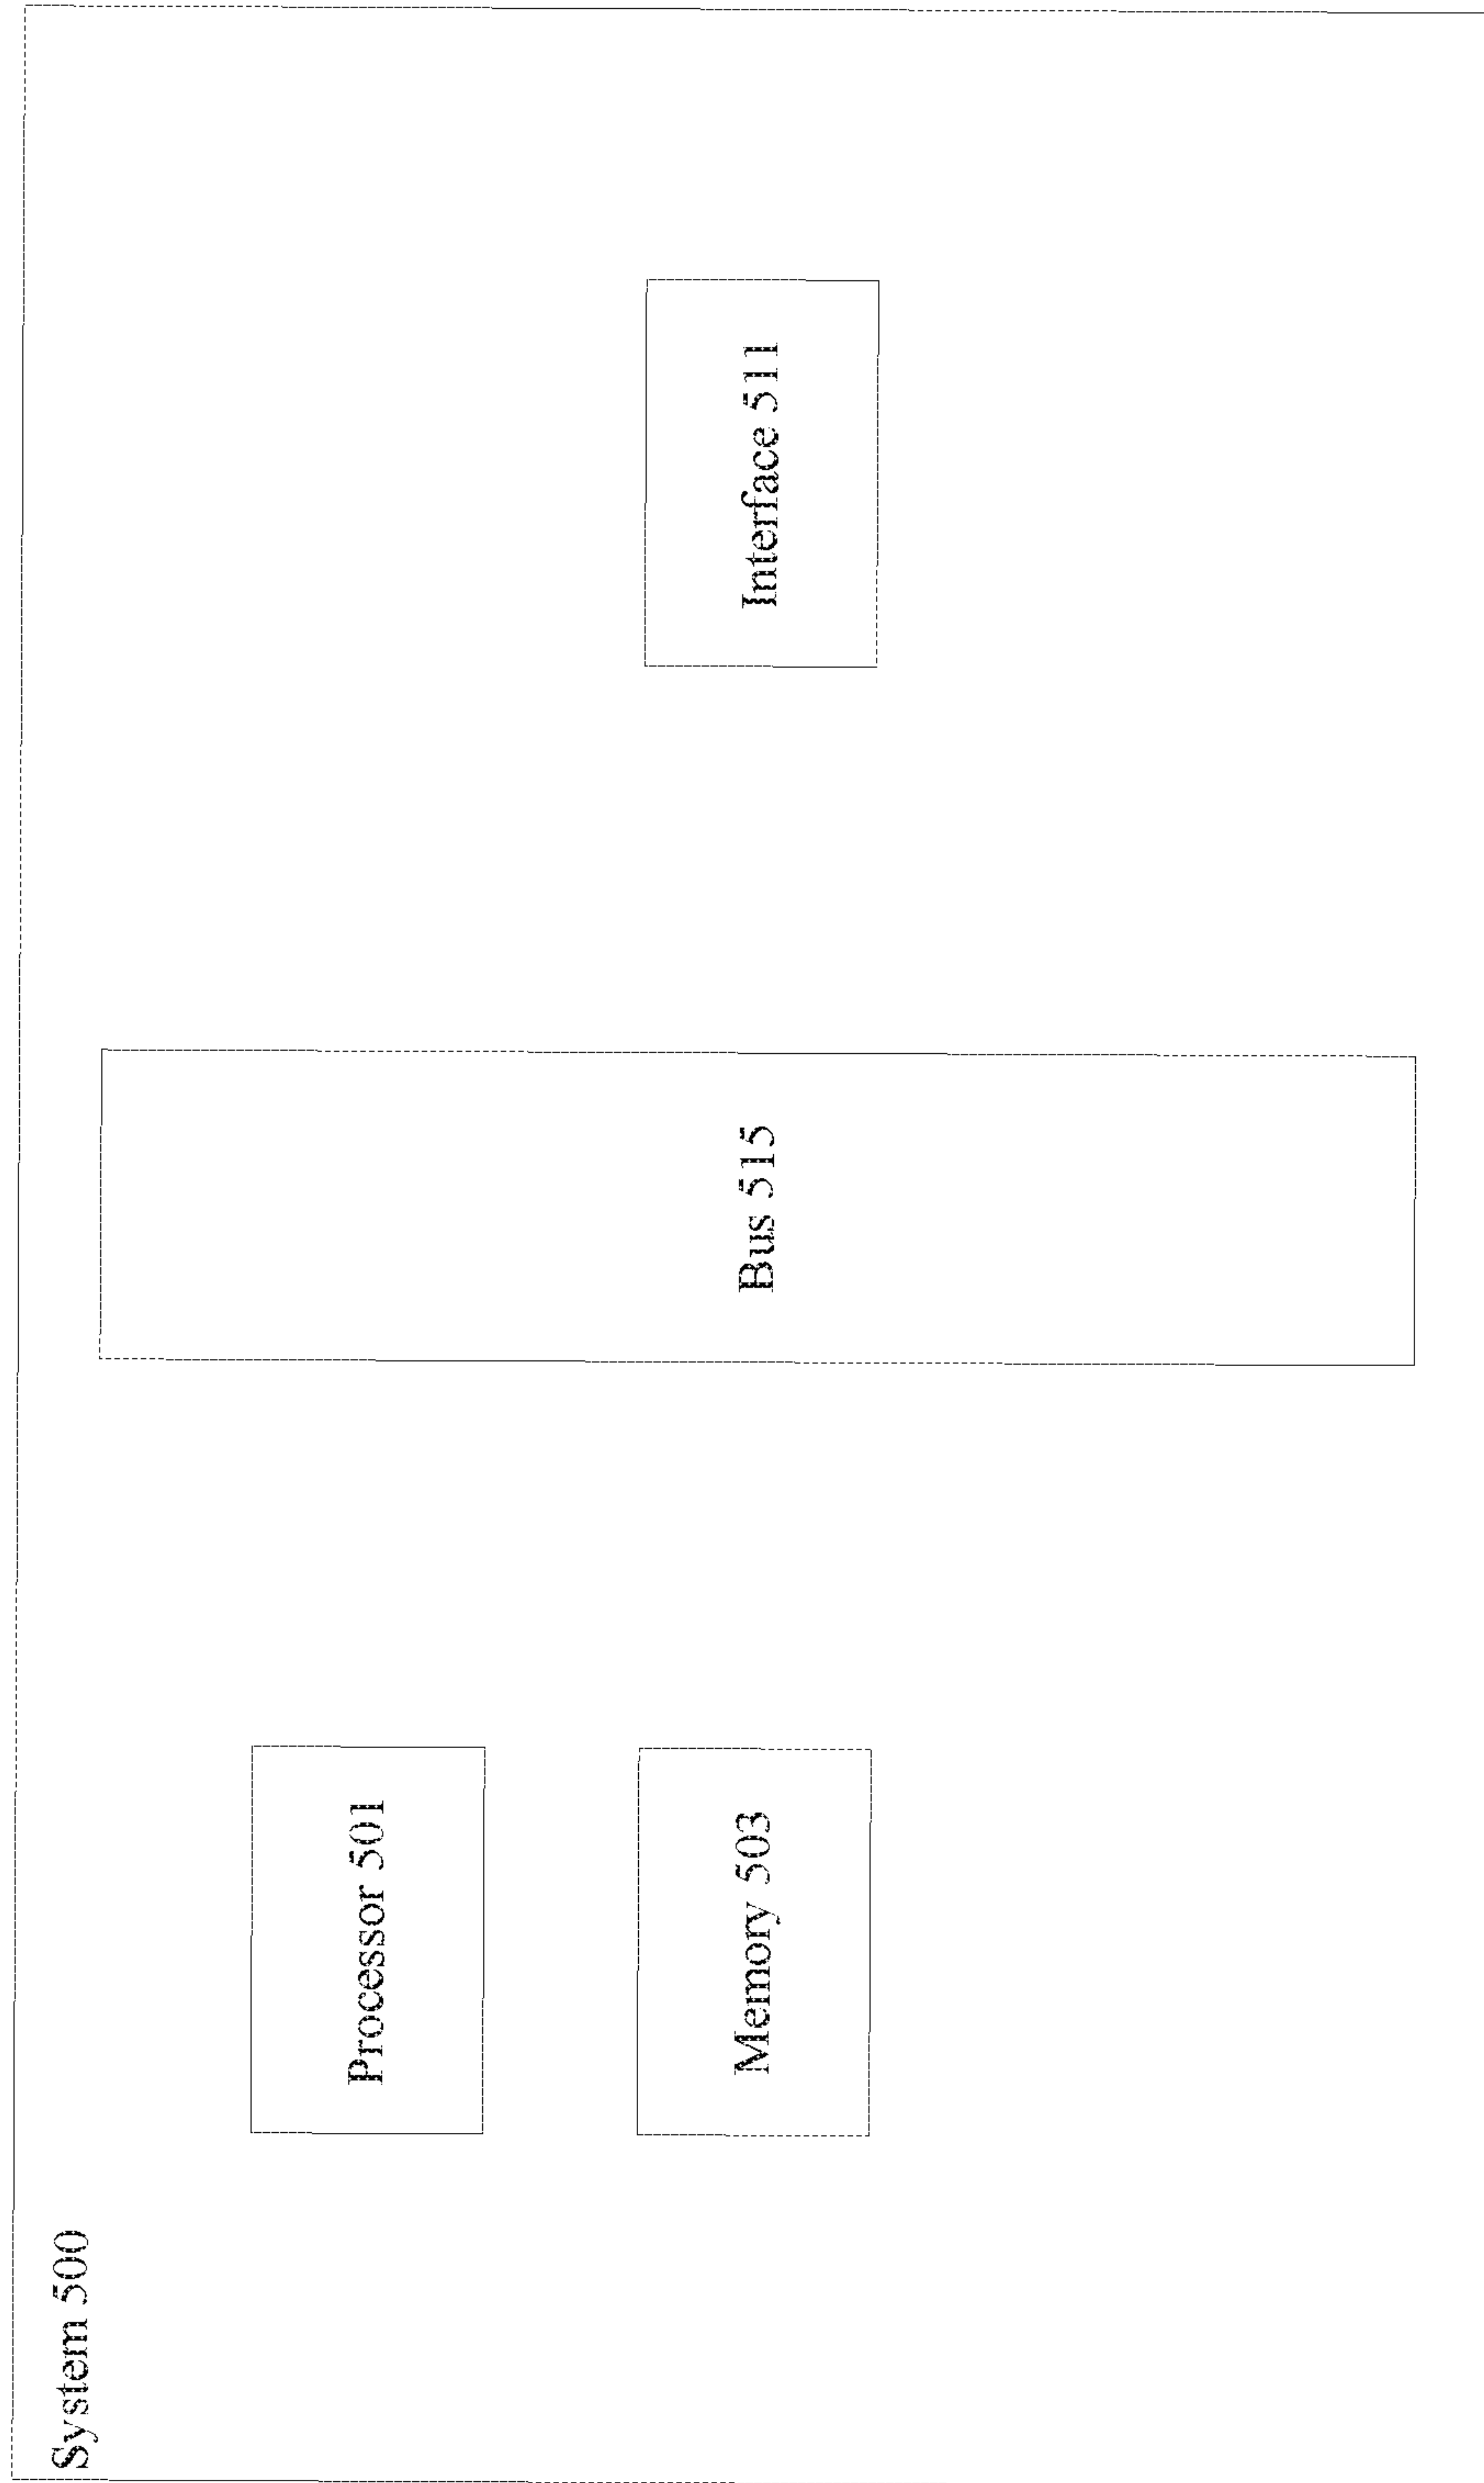 System 500
Processor 501
Memory 503
Bus 515
Interface 511